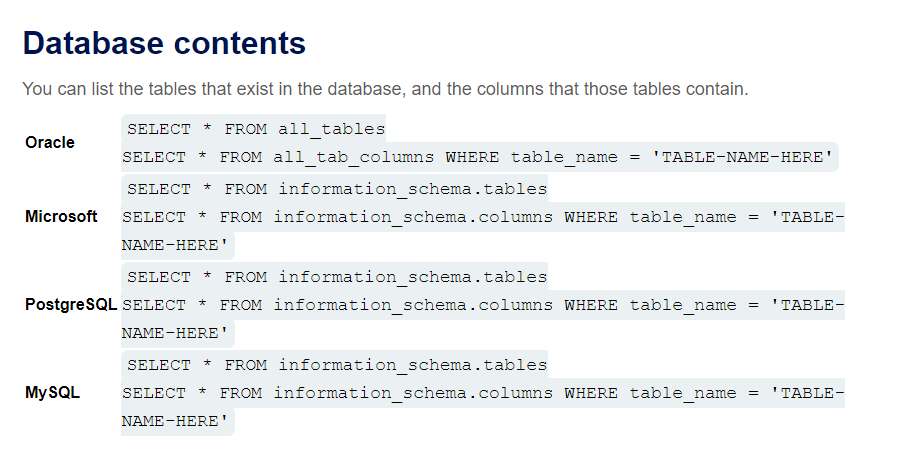 Database contents
You can list the tables that exist in the database, and the columns that those tables contain.
Oracle
SELECT * FROM all_tables
SELECT * FROM all_tab_columns WHERE table_name = 'TABLE-NAME-HERE'
Microsoft
SELECT * FROM information_schema.tables
SELECT * FROM information_schema.columns WHERE table_name = 'TABLE-
NAME-HERE'
PostgreSQL
SELECT * FROM information_schema.tables
SELECT * FROM information_schema.columns WHERE table_name = 'TABLE-
NAME-HERE'
MySQL
SELECT * FROM information_schema.tables
SELECT * FROM information_schema.columns WHERE table_name = 'TABLE-
NAME-HERE'